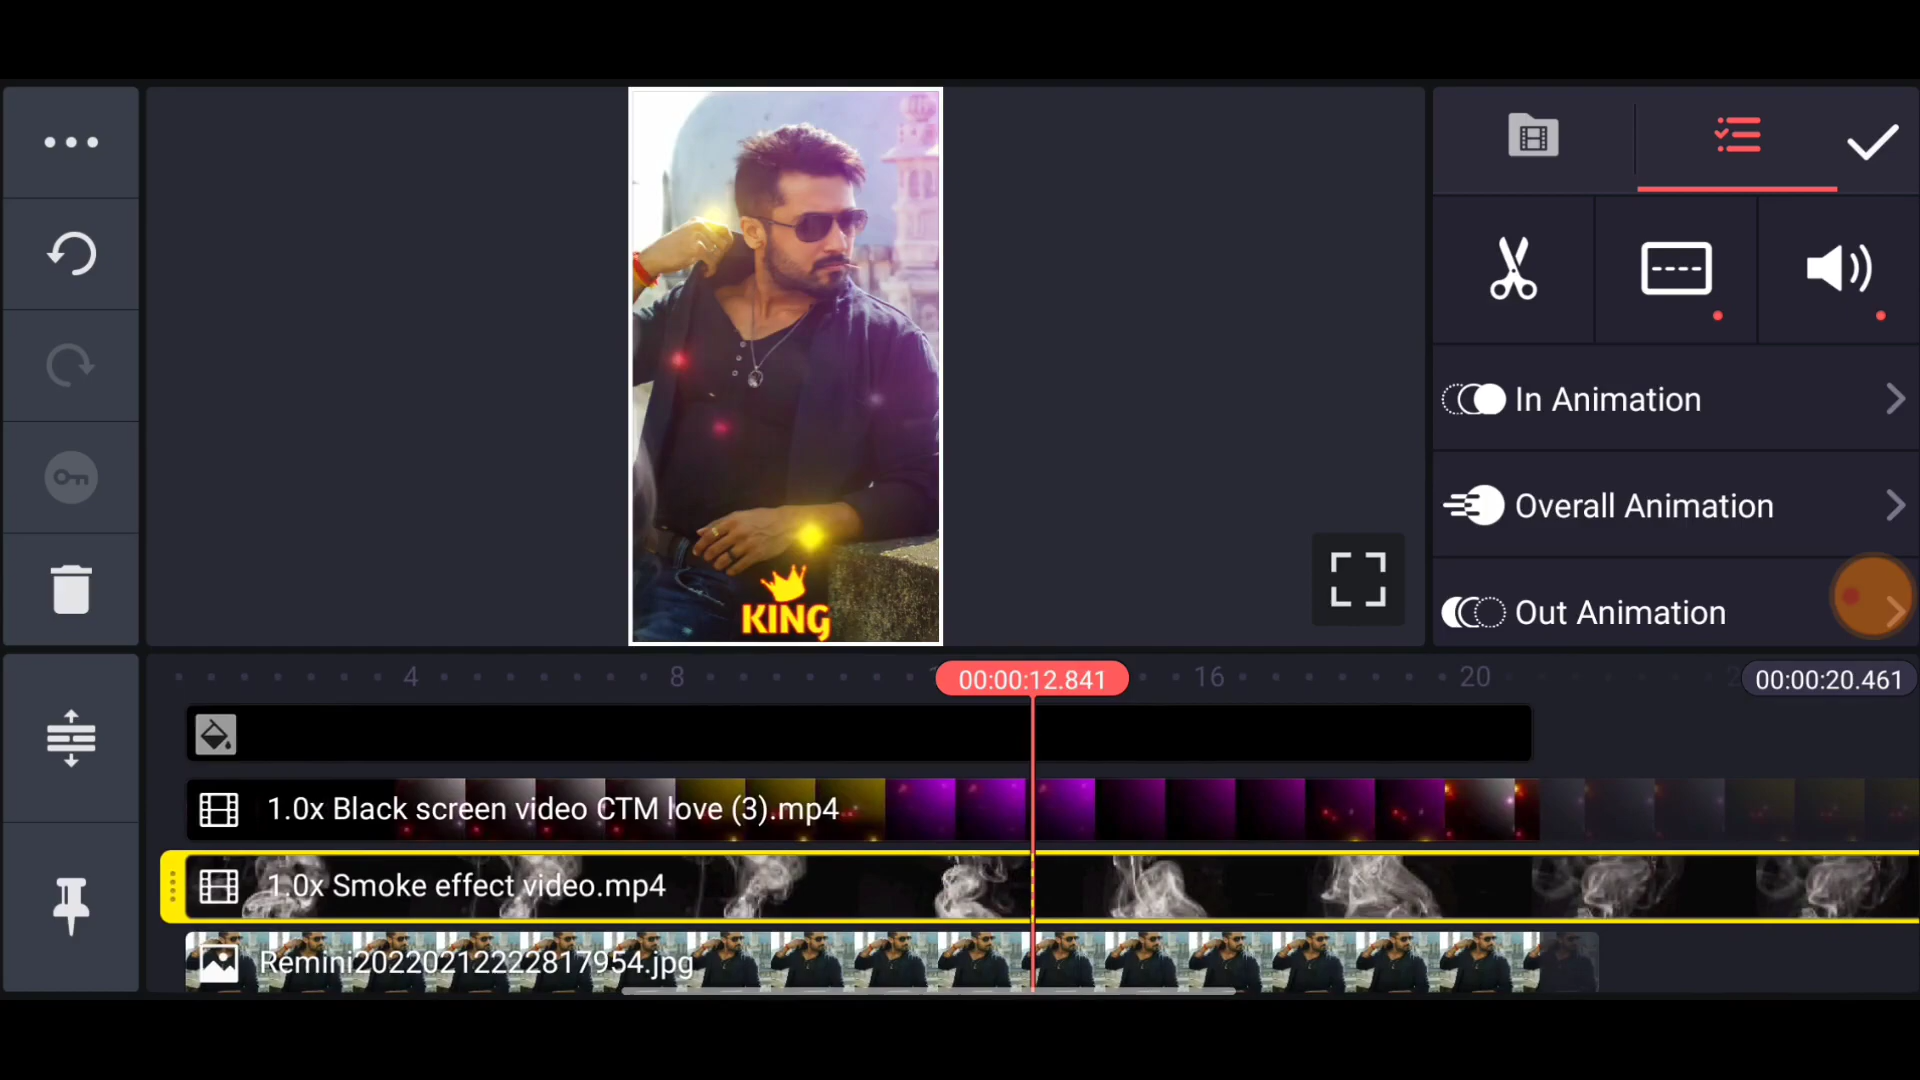 In Animation
Overall Animation
Out Animation
KING
4
8
00:00:12.841
16
20
00:00:20.461
1.0x Black screen video CTM love (3).mp4
1.0x Smoke effect video.mp4
Remini20220212222817954.jpg